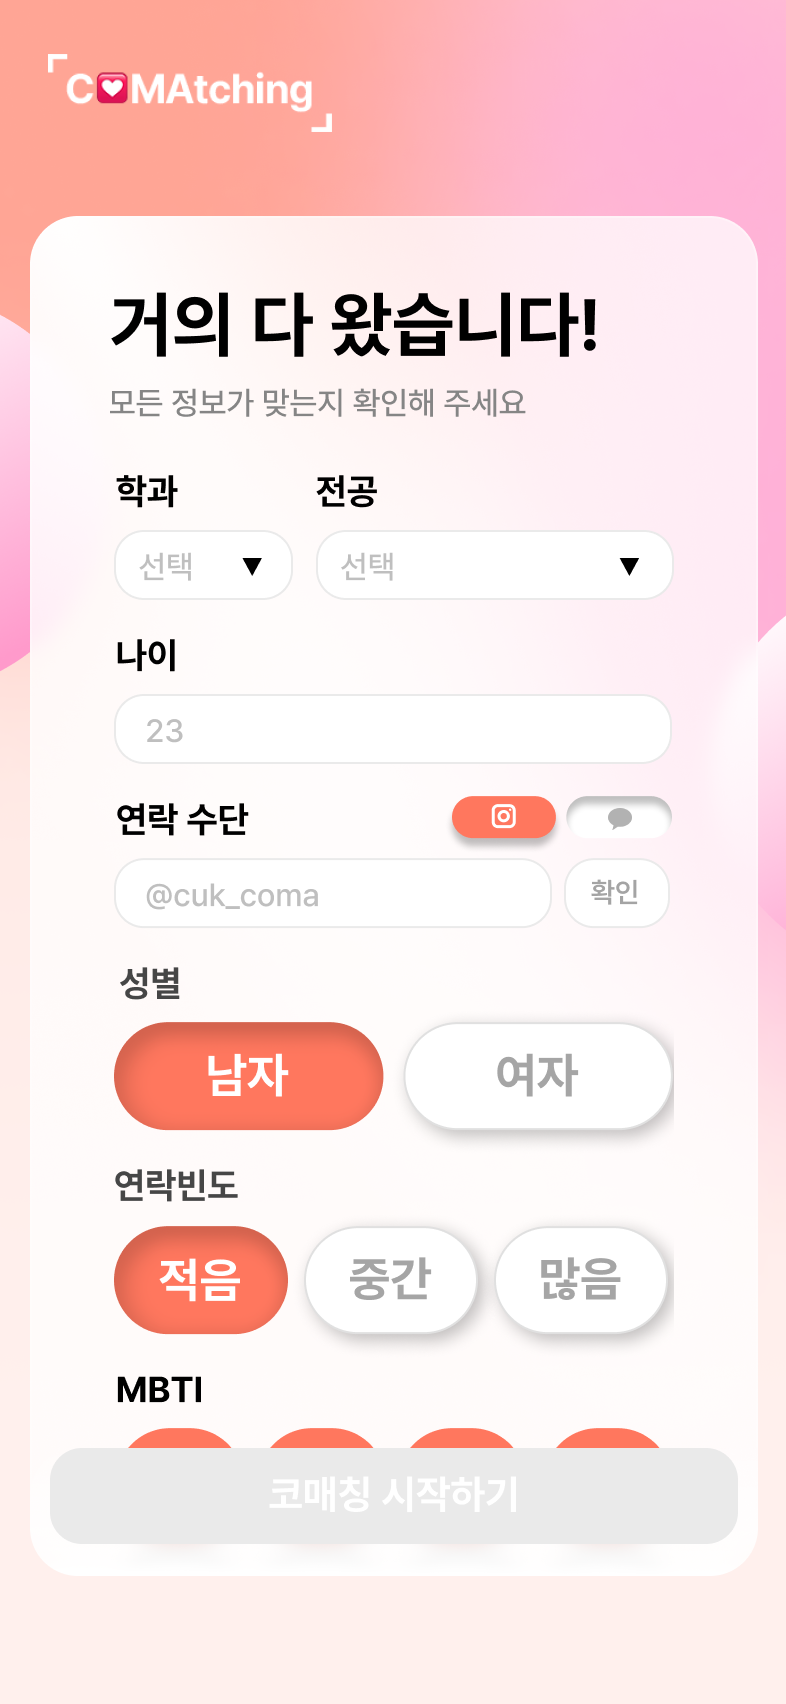 C💟MAtching
거의 다 왔습니다!
모든 정보가 맞는지 확인해 주세요
학과 전공
선택 ▼ 선택 ▼
나이
23
연락 수단
@cuk_coma 확인
성별
남자 여자
연락빈도
적음 중간 많음
MBTI
코매칭 시작하기